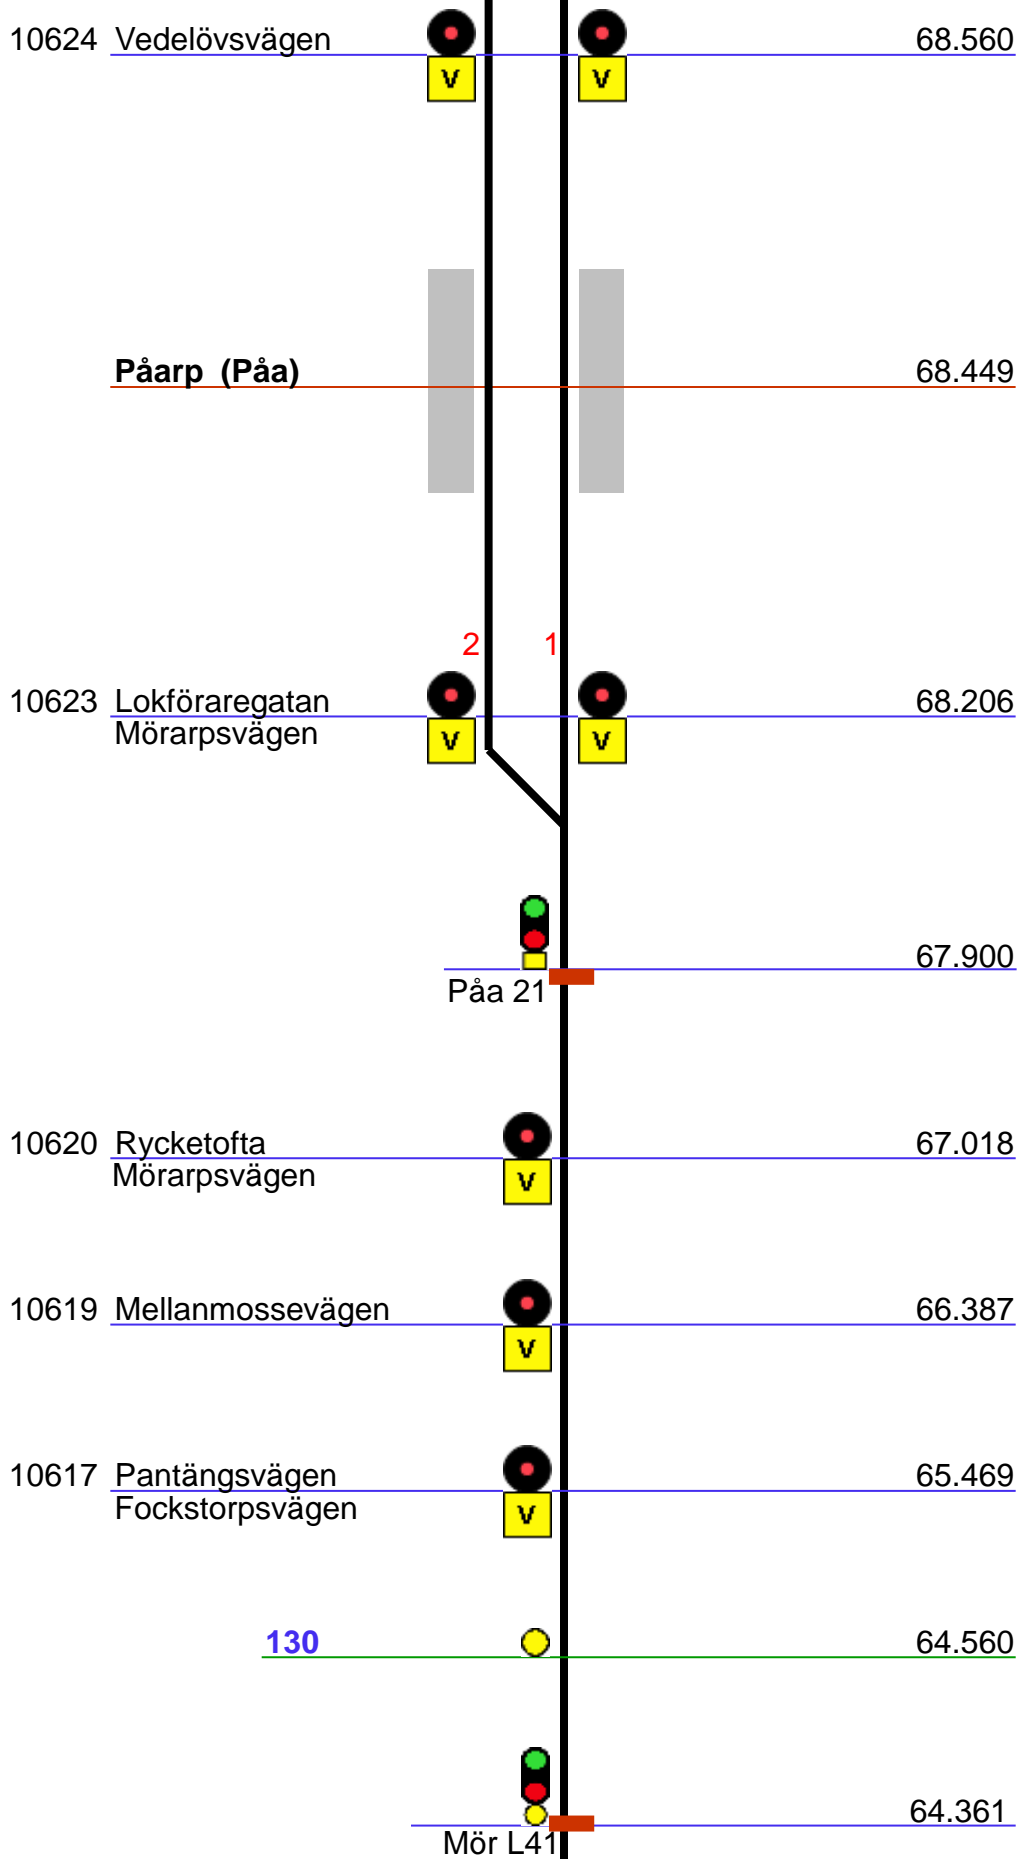 10624 Vedelövsvägen 68.560
V V
Påarp (Påa) 68.449
2 1
10623 Lokföraregatan 68.206
Mörarpsvägen
V V
67.900
Påa 21
10620 Rycketofta 67.018
Mörarpsvägen
V
10619 Mellanmossevägen 66.387
V
10617 Pantängsvägen 65.469
Fockstorpsvägen
V
130 64.560
64.361
Mör L41